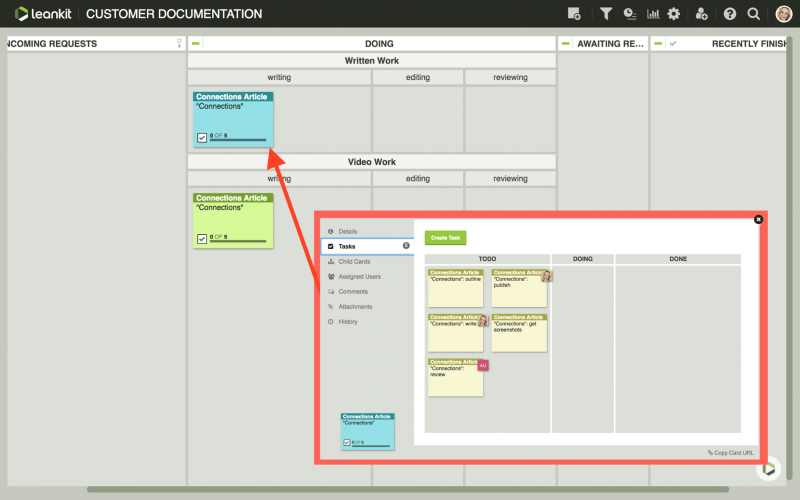 leankit CUSTOMER DOCUMENTATION
NCOMING REQUESTS
DOING
AWAITING RE...
RECENTLY FINISH
Written Work
writing
editing
reviewing
Connections Article
"Connections"
0 OF 5
Video Work
writing
editing
reviewing
Connections Article
"Connections"
0 OF 5
Details
Tasks
5
Child Cards
Assigned Users
Comments
Attachments
History
Connections Article
"Connections"
0 OF 5
Create Task
TODO
DOING
DONE
Connections Article
"Connections": outline
Connections Article
"Connections":
publish
Connections Article
"Connections": write
Connections Article
"Connections": get
screenshots
Connections Article
"Connections":
review
AU
Copy Card URL